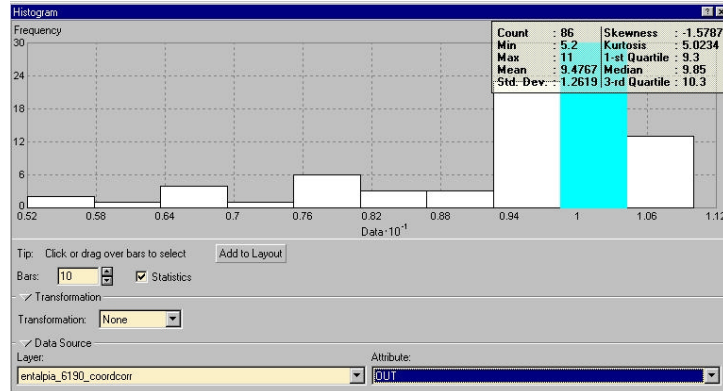 Histogram
Frequency
Count : 86 Skewness : -1.5787
Min : 5.2 Kurtosis : 5.0234
Max : 11 1-st Quartile : 9.3
Mean : 9.4767 Median : 9.85
Std. Dev. : 1.2619 3-rd Quartile : 10.3
30
24
18
12
6
0
0.52 0.58 0.64 0.7 0.76 0.82 0.88 0.94 1 1.06 1.12
Data·10⁻¹
Tip: Click or drag over bars to select Add to Layout
Bars: 10 Statistics
Transformation
Transformation: None
Data Source
Layer: Attribute:
entalpia_6190_coordcorr OUT